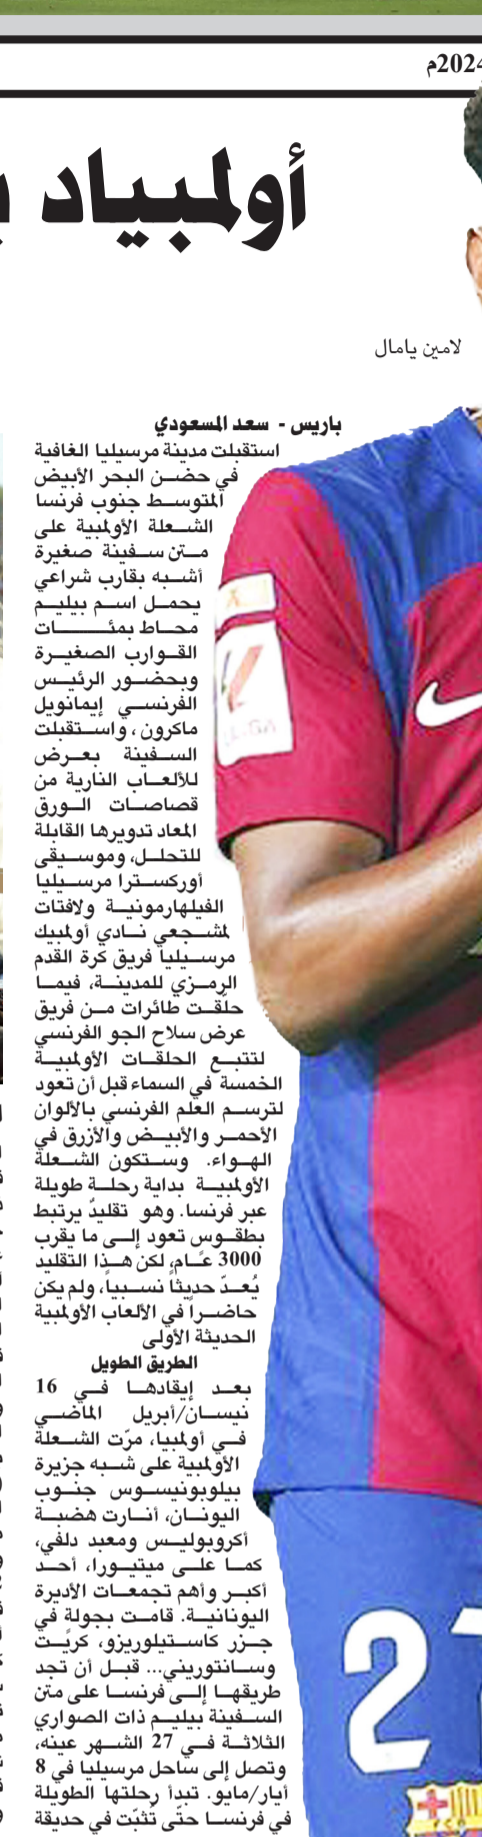 2024م
أولمبياد
لامين يامال
باريس - سعد المسعودي
استقبلت مدينة مرسيليا الغافية
في حضن البحر الأبيض
المتوسط جنوب فرنسا
الشعلة الأولمبية على
متن سفينة صغيرة
أشبه بقارب شراعي
يحمل اسم بيليم
محاط بمئات
القوارب الصغيرة
وبحضور الرئيس
الفرنسي إيمانويل
ماكرون ، واستقبلت
السفينة بعرض
للألعاب النارية من
قصاصات الورق
المعاد تدويرها القابلة
للتحلل، وموسيقى
أوركسترا مرسيليا
الفيلهارمونية ولافتات
لمشجعي نادي أولمبيك
مرسيليا فريق كرة القدم
الرمزي للمدينة، فيما
حلّقت طائرات من فريق
عرض سلاح الجو الفرنسي
لتتبع الحلقات الأولمبية
الخمسة في السماء قبل أن تعود
لترسم العلم الفرنسي بالألوان
الأحمر والأبيض والأزرق في
الهواء. وستكون الشعلة
الأولمبية بداية رحلة طويلة
عبر فرنسا. وهو تقليدٌ يرتبط
بطقوس تعود إلى ما يقرب
3000 عام، لكن هذا التقليد
يُعدّ حديثاً نسبياً، ولم يكن
حاضراً في الألعاب الأولمبية
الحديثة الأولى
الطريق الطويل
بعد إيقادها في 16
نيسان/أبريل الماضي
في أولمبيا، مرّت الشعلة
الأولمبية على شبه جزيرة
بيلوبونيسوس جنوب
اليونان، أنارت هضبة
أكروبوليس ومعبد دلفي،
كما على ميتيورا، أحد
أكبر وأهم تجمعات الأديرة
اليونانية. قامت بجولة في
جزر كاستيلوريزو، كريت
وسانتوريني... قبل أن تجد
طريقها إلى فرنسا على متن
السفينة بيليم ذات الصواري
الثلاثة في 27 الشهر عينه،
وتصل إلى ساحل مرسيليا في 8
أيار/مايو. تبدأ رحلتها الطويلة
في فرنسا حتّى تُثبّت في حديقة